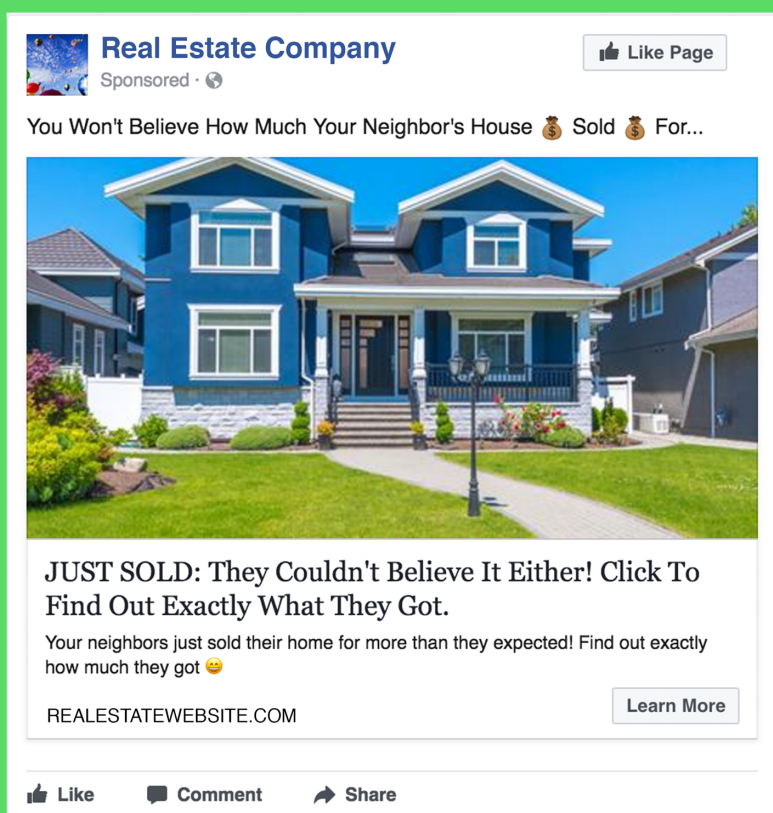 Real Estate Company
Like Page
Sponsored ·
You Won't Believe How Much Your Neighbor's House 💰 Sold 💰 For...
JUST SOLD: They Couldn't Believe It Either! Click To
Find Out Exactly What They Got.
Your neighbors just sold their home for more than they expected! Find out exactly
how much they got 😄
REALESTATEWEBSITE.COM
Learn More
Like
Comment
Share